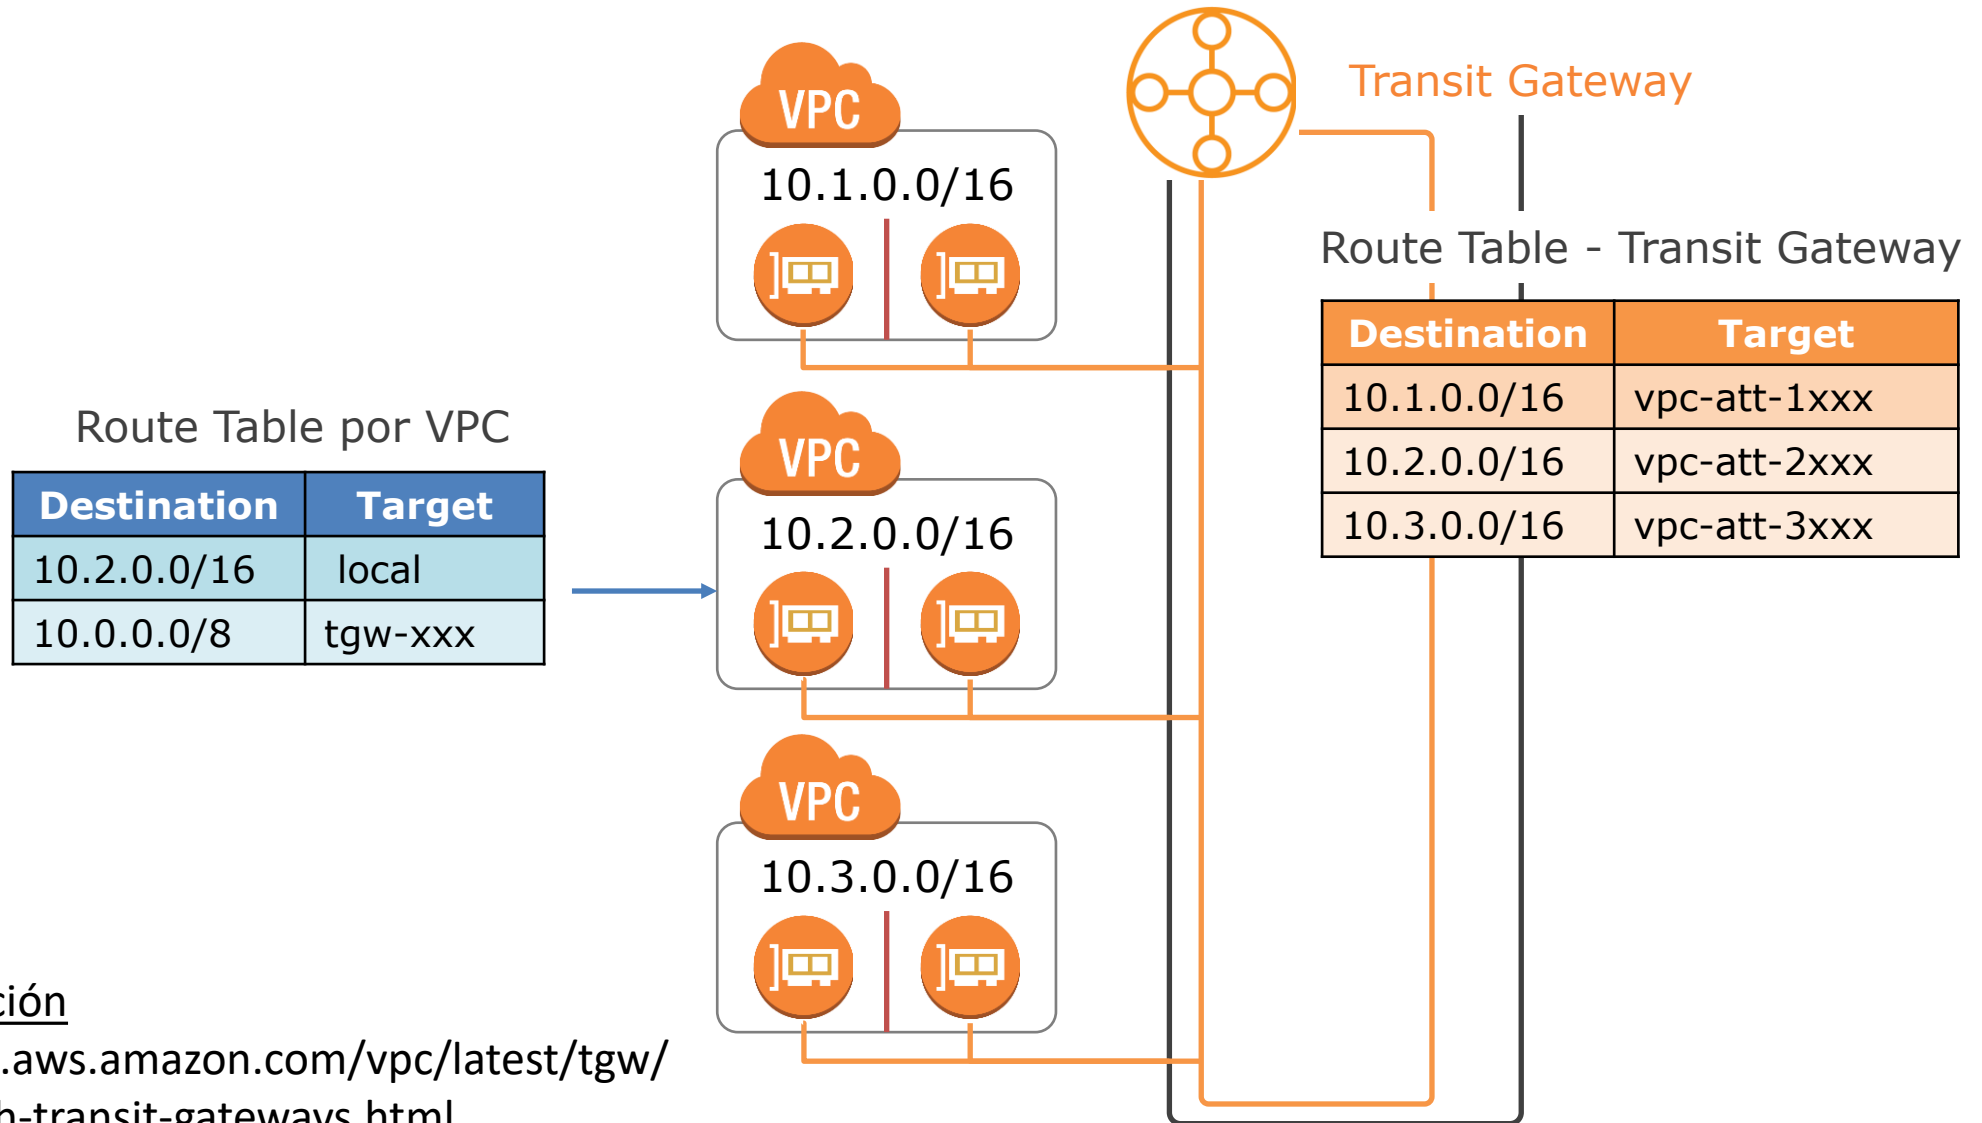 Transit Gateway
VPC
10.1.0.0/16
Route Table - Transit Gateway
Destination Target
10.1.0.0/16 vpc-att-1xxx
10.2.0.0/16 vpc-att-2xxx
10.3.0.0/16 vpc-att-3xxx
Route Table por VPC
Destination Target
10.2.0.0/16 local
10.0.0.0/8 tgw-xxx
VPC
10.2.0.0/16
VPC
10.3.0.0/16
ción
.aws.amazon.com/vpc/latest/tgw/
-transit-gateways.html